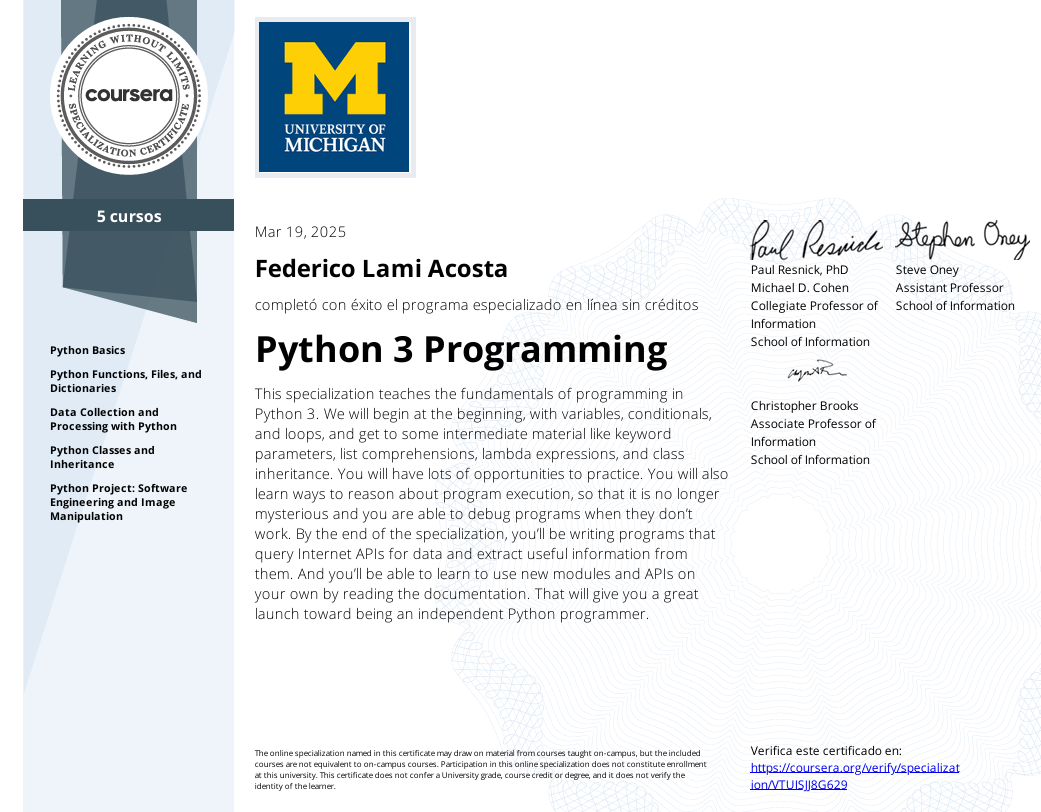 LEARNING WITHOUT LIMITS
coursera
SPECIALIZATION CERTIFICATE
5 cursos
Python Basics
Python Functions, Files, and
Dictionaries
Data Collection and
Processing with Python
Python Classes and
Inheritance
Python Project: Software
Engineering and Image
Manipulation
M
UNIVERSITY OF
MICHIGAN
Mar 19, 2025
Federico Lami Acosta
completó con éxito el programa especializado en línea sin créditos
Python 3 Programming
This specialization teaches the fundamentals of programming in
Python 3. We will begin at the beginning, with variables, conditionals,
and loops, and get to some intermediate material like keyword
parameters, list comprehensions, lambda expressions, and class
inheritance. You will have lots of opportunities to practice. You will also
learn ways to reason about program execution, so that it is no longer
mysterious and you are able to debug programs when they don’t
work. By the end of the specialization, you’ll be writing programs that
query Internet APIs for data and extract useful information from
them. And you’ll be able to learn to use new modules and APIs on
your own by reading the documentation. That will give you a great
launch toward being an independent Python programmer.
Paul Resnick
Paul Resnick, PhD
Michael D. Cohen
Collegiate Professor of
Information
School of Information
Stephen Oney
Steve Oney
Assistant Professor
School of Information
Christopher Brooks
Associate Professor of
Information
School of Information
The online specialization named in this certificate may draw on material from courses taught on-campus, but the included
courses are not equivalent to on-campus courses. Participation in this online specialization does not constitute enrollment
at this university. This certificate does not confer a University grade, course credit or degree, and it does not verify the
identity of the learner.
Verifica este certificado en:
https://coursera.org/verify/specializat
ion/VTUISJJ8G629